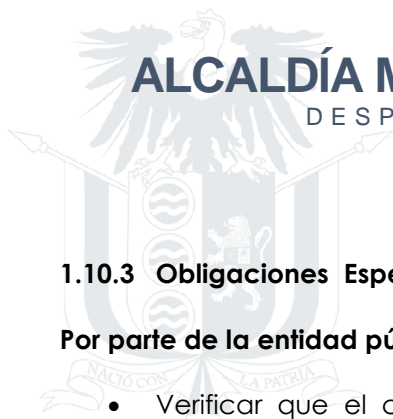 ALCALDÍA M
DESP
1.10.3 Obligaciones Espe
Por parte de la entidad pú
NACIÓ CON LA PATRIA
• Verificar que el c